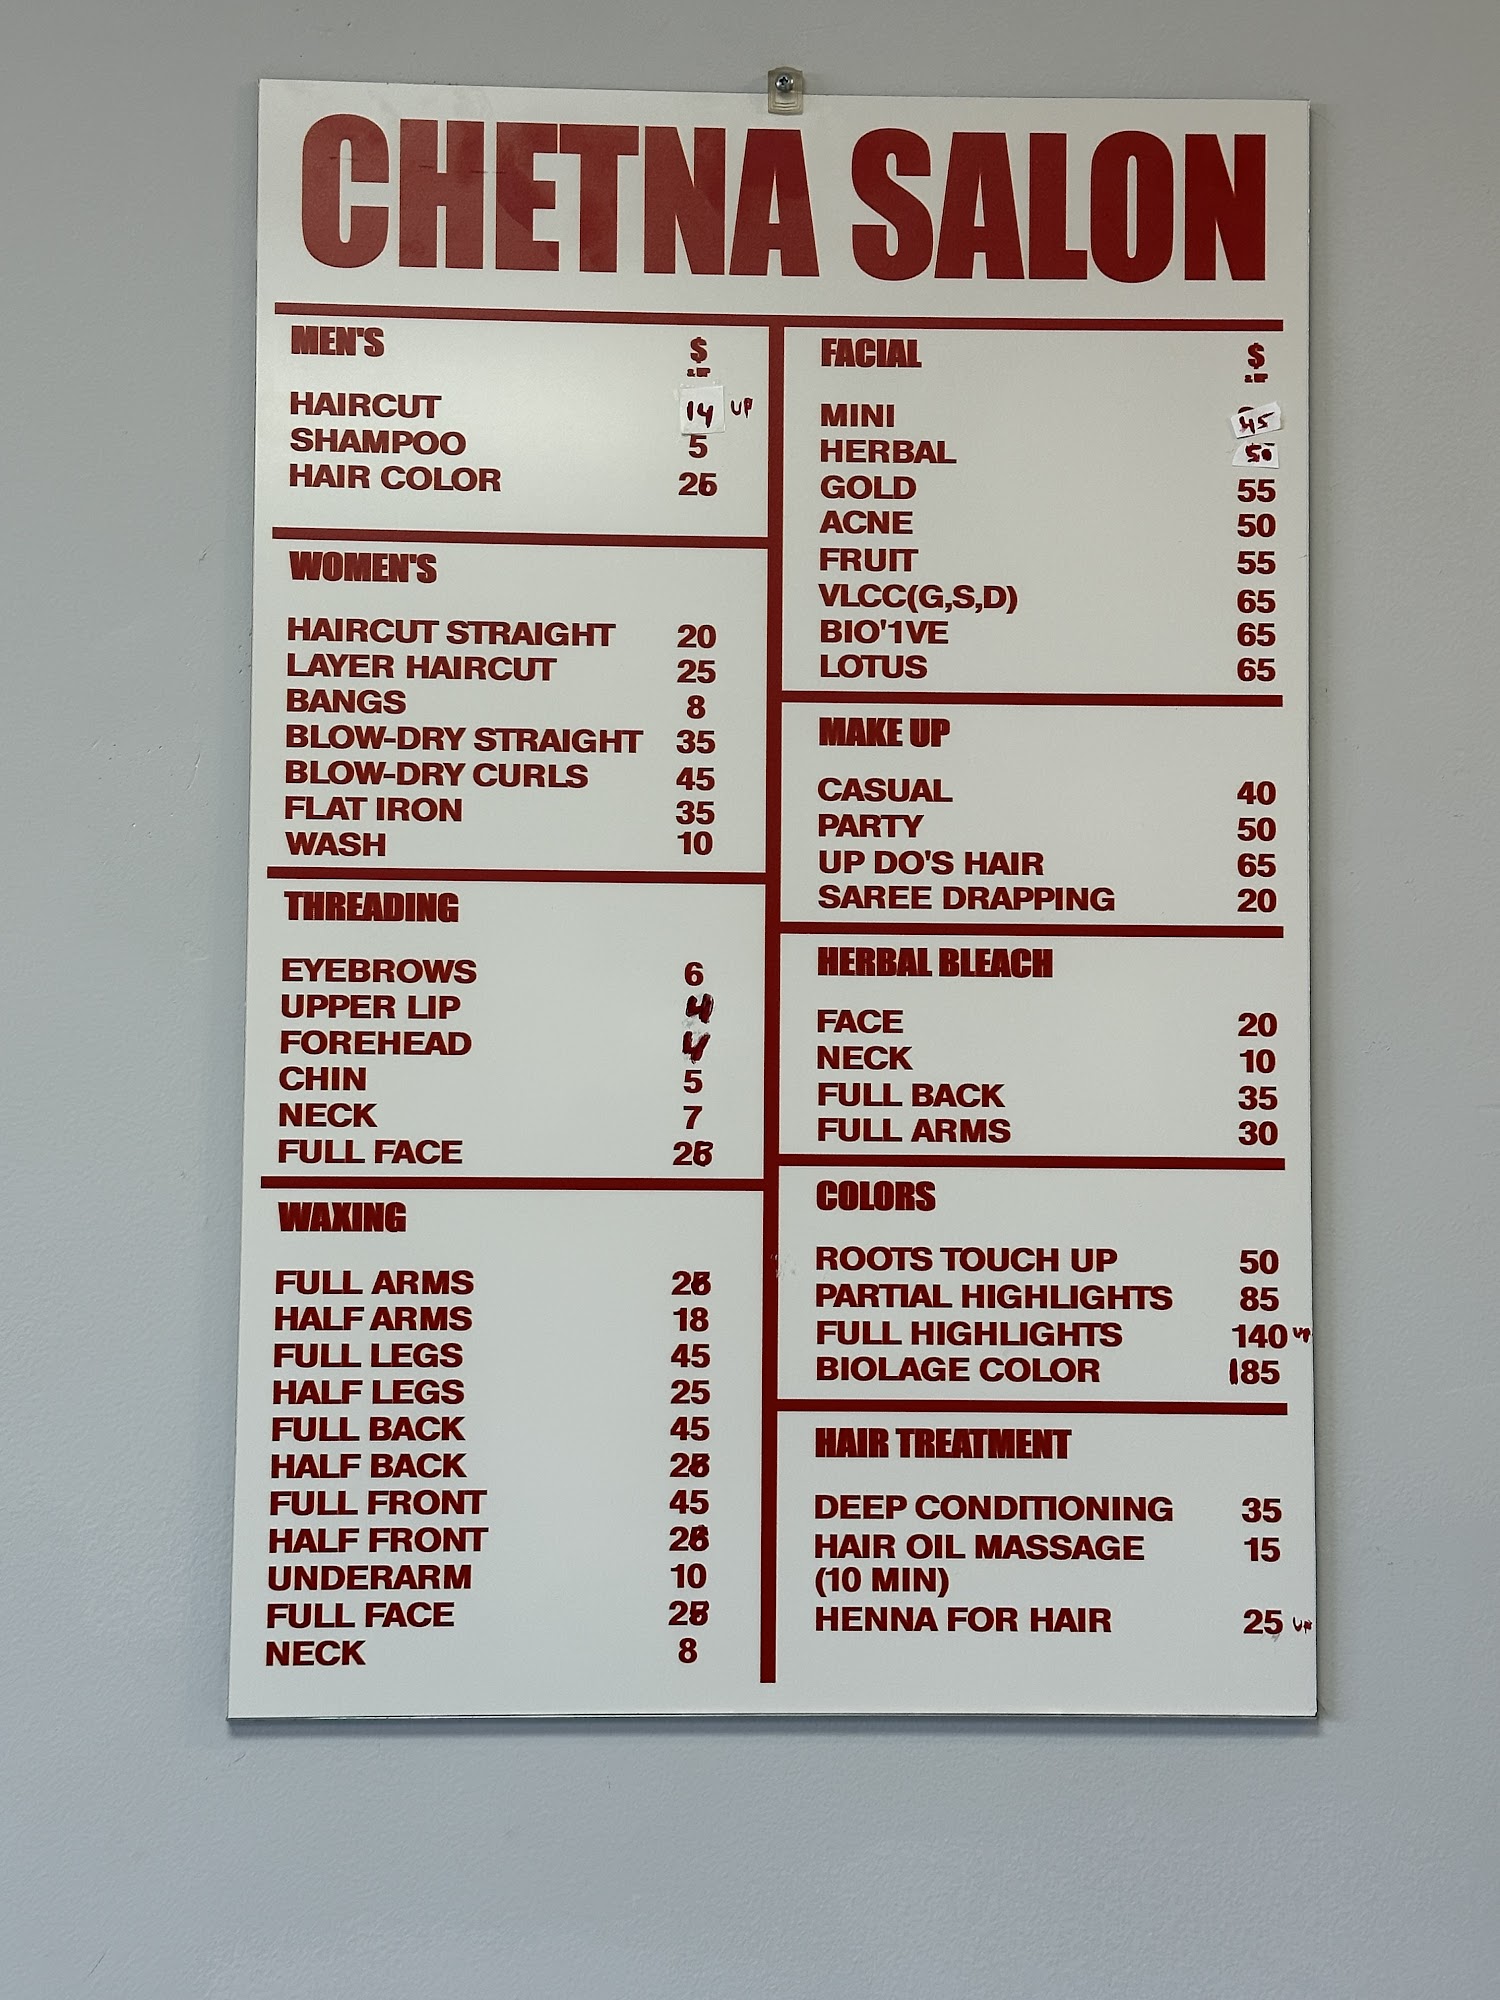 CHETNA SALON
MEN'S $
& UP
HAIRCUT 14 UP
SHAMPOO 5
HAIR COLOR
WOMEN'S
HAIRCUT STRAIGHT 20
LAYER HAIRCUT 25
BANGS 8
BLOW-DRY STRAIGHT 35
BLOW-DRY CURLS 45
FLAT IRON 35
WASH 10
THREADING
EYEBROWS 6
UPPER LIP 4
FOREHEAD 4
CHIN 5
NECK 7
FULL FACE
WAXING
FULL ARMS
HALF ARMS 18
FULL LEGS 45
HALF LEGS 25
FULL BACK 45
HALF BACK
FULL FRONT 45
HALF FRONT
UNDERARM 10
FULL FACE
NECK 8
FACIAL $
& UP
MINI 45
HERBAL 50
GOLD 55
ACNE 50
FRUIT 55
VLCC(G,S,D) 65
BIO'1VE 65
LOTUS 65
MAKE UP
CASUAL 40
PARTY 50
UP DO'S HAIR 65
SAREE DRAPPING 20
HERBAL BLEACH
FACE 20
NECK 10
FULL BACK 35
FULL ARMS 30
COLORS
ROOTS TOUCH UP 50
PARTIAL HIGHLIGHTS 85
FULL HIGHLIGHTS 140 UP
BIOLAGE COLOR 185
HAIR TREATMENT
DEEP CONDITIONING 35
HAIR OIL MASSAGE 15
(10 MIN)
HENNA FOR HAIR 25 UP